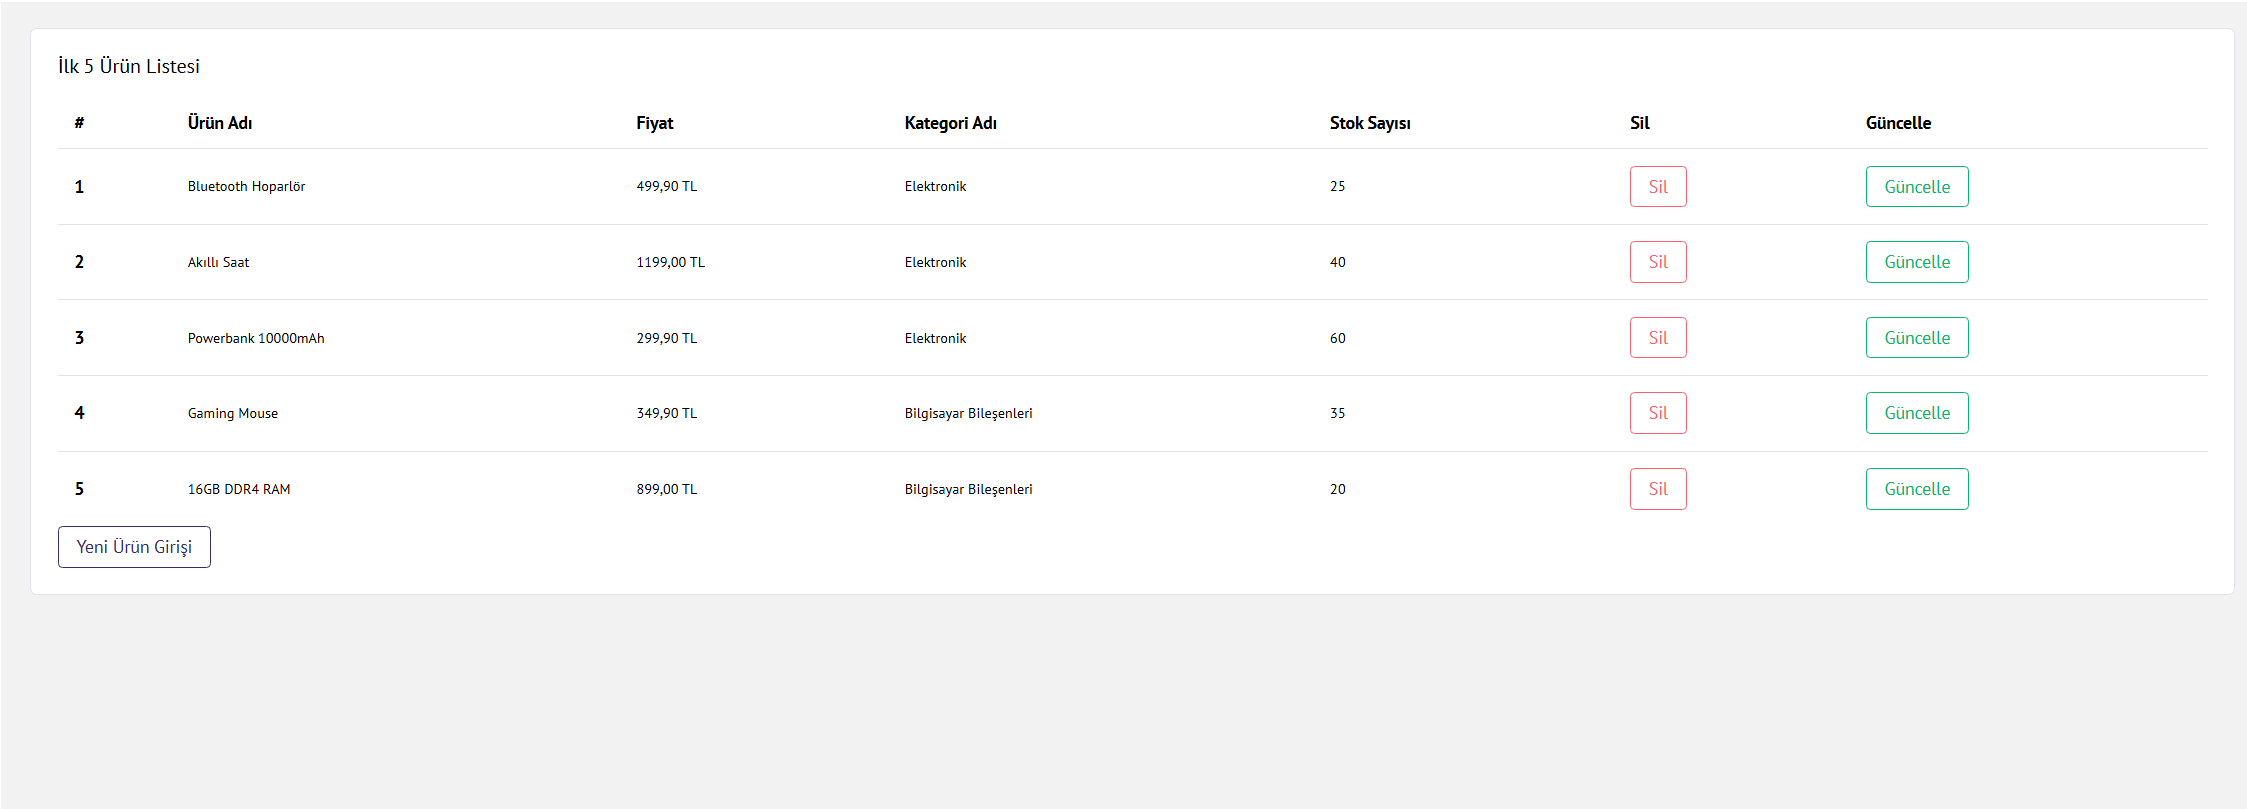 İlk 5 Ürün Listesi
# Ürün Adı Fiyat Kategori Adı Stok Sayısı Sil Güncelle
1 Bluetooth Hoparlör 499,90 TL Elektronik 25 Sil Güncelle
2 Akıllı Saat 1199,00 TL Elektronik 40 Sil Güncelle
3 Powerbank 10000mAh 299,90 TL Elektronik 60 Sil Güncelle
4 Gaming Mouse 349,90 TL Bilgisayar Bileşenleri 35 Sil Güncelle
5 16GB DDR4 RAM 899,00 TL Bilgisayar Bileşenleri 20 Sil Güncelle
Yeni Ürün Girişi